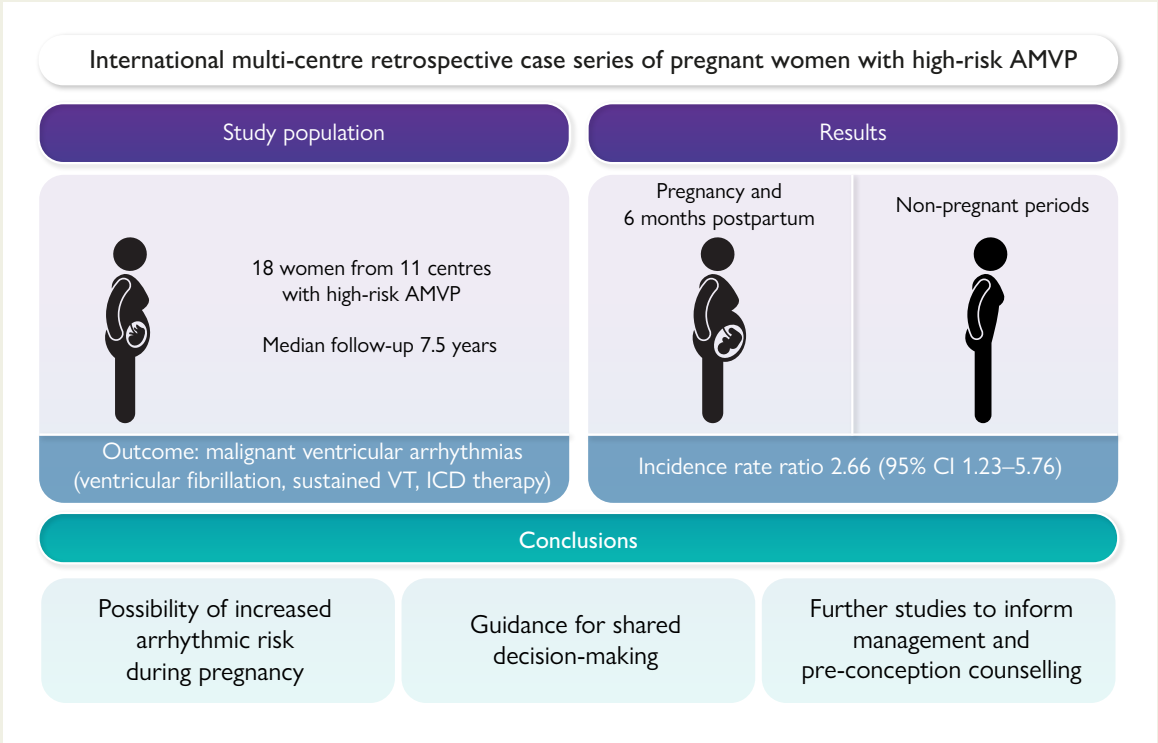 International multi-centre retrospective case series of pregnant women with high-risk AMVP
Study population
18 women from 11 centres
with high-risk AMVP
Median follow-up 7.5 years
Outcome: malignant ventricular arrhythmias
(ventricular fibrillation, sustained VT, ICD therapy)
Results
Pregnancy and
6 months postpartum
Non-pregnant periods
Incidence rate ratio 2.66 (95% CI 1.23–5.76)
Conclusions
Possibility of increased
arrhythmic risk
during pregnancy
Guidance for shared
decision-making
Further studies to inform
management and
pre-conception counselling